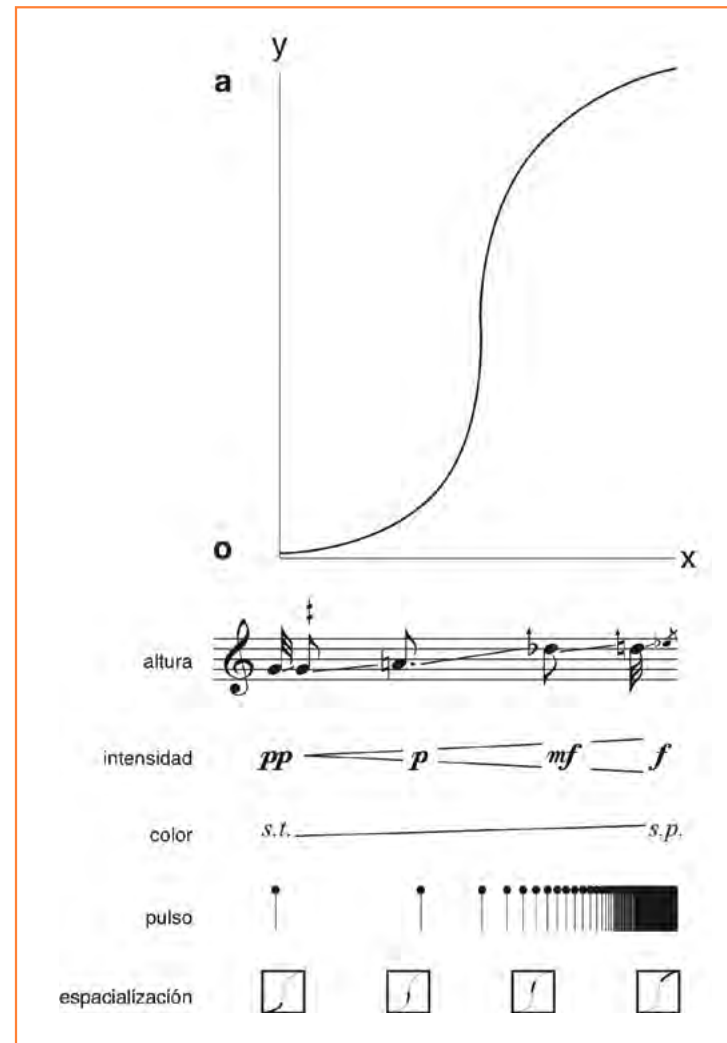 y
a
o
x
altura
intensidad pp p mf f
color s.t. s.p.
pulso
espacialización